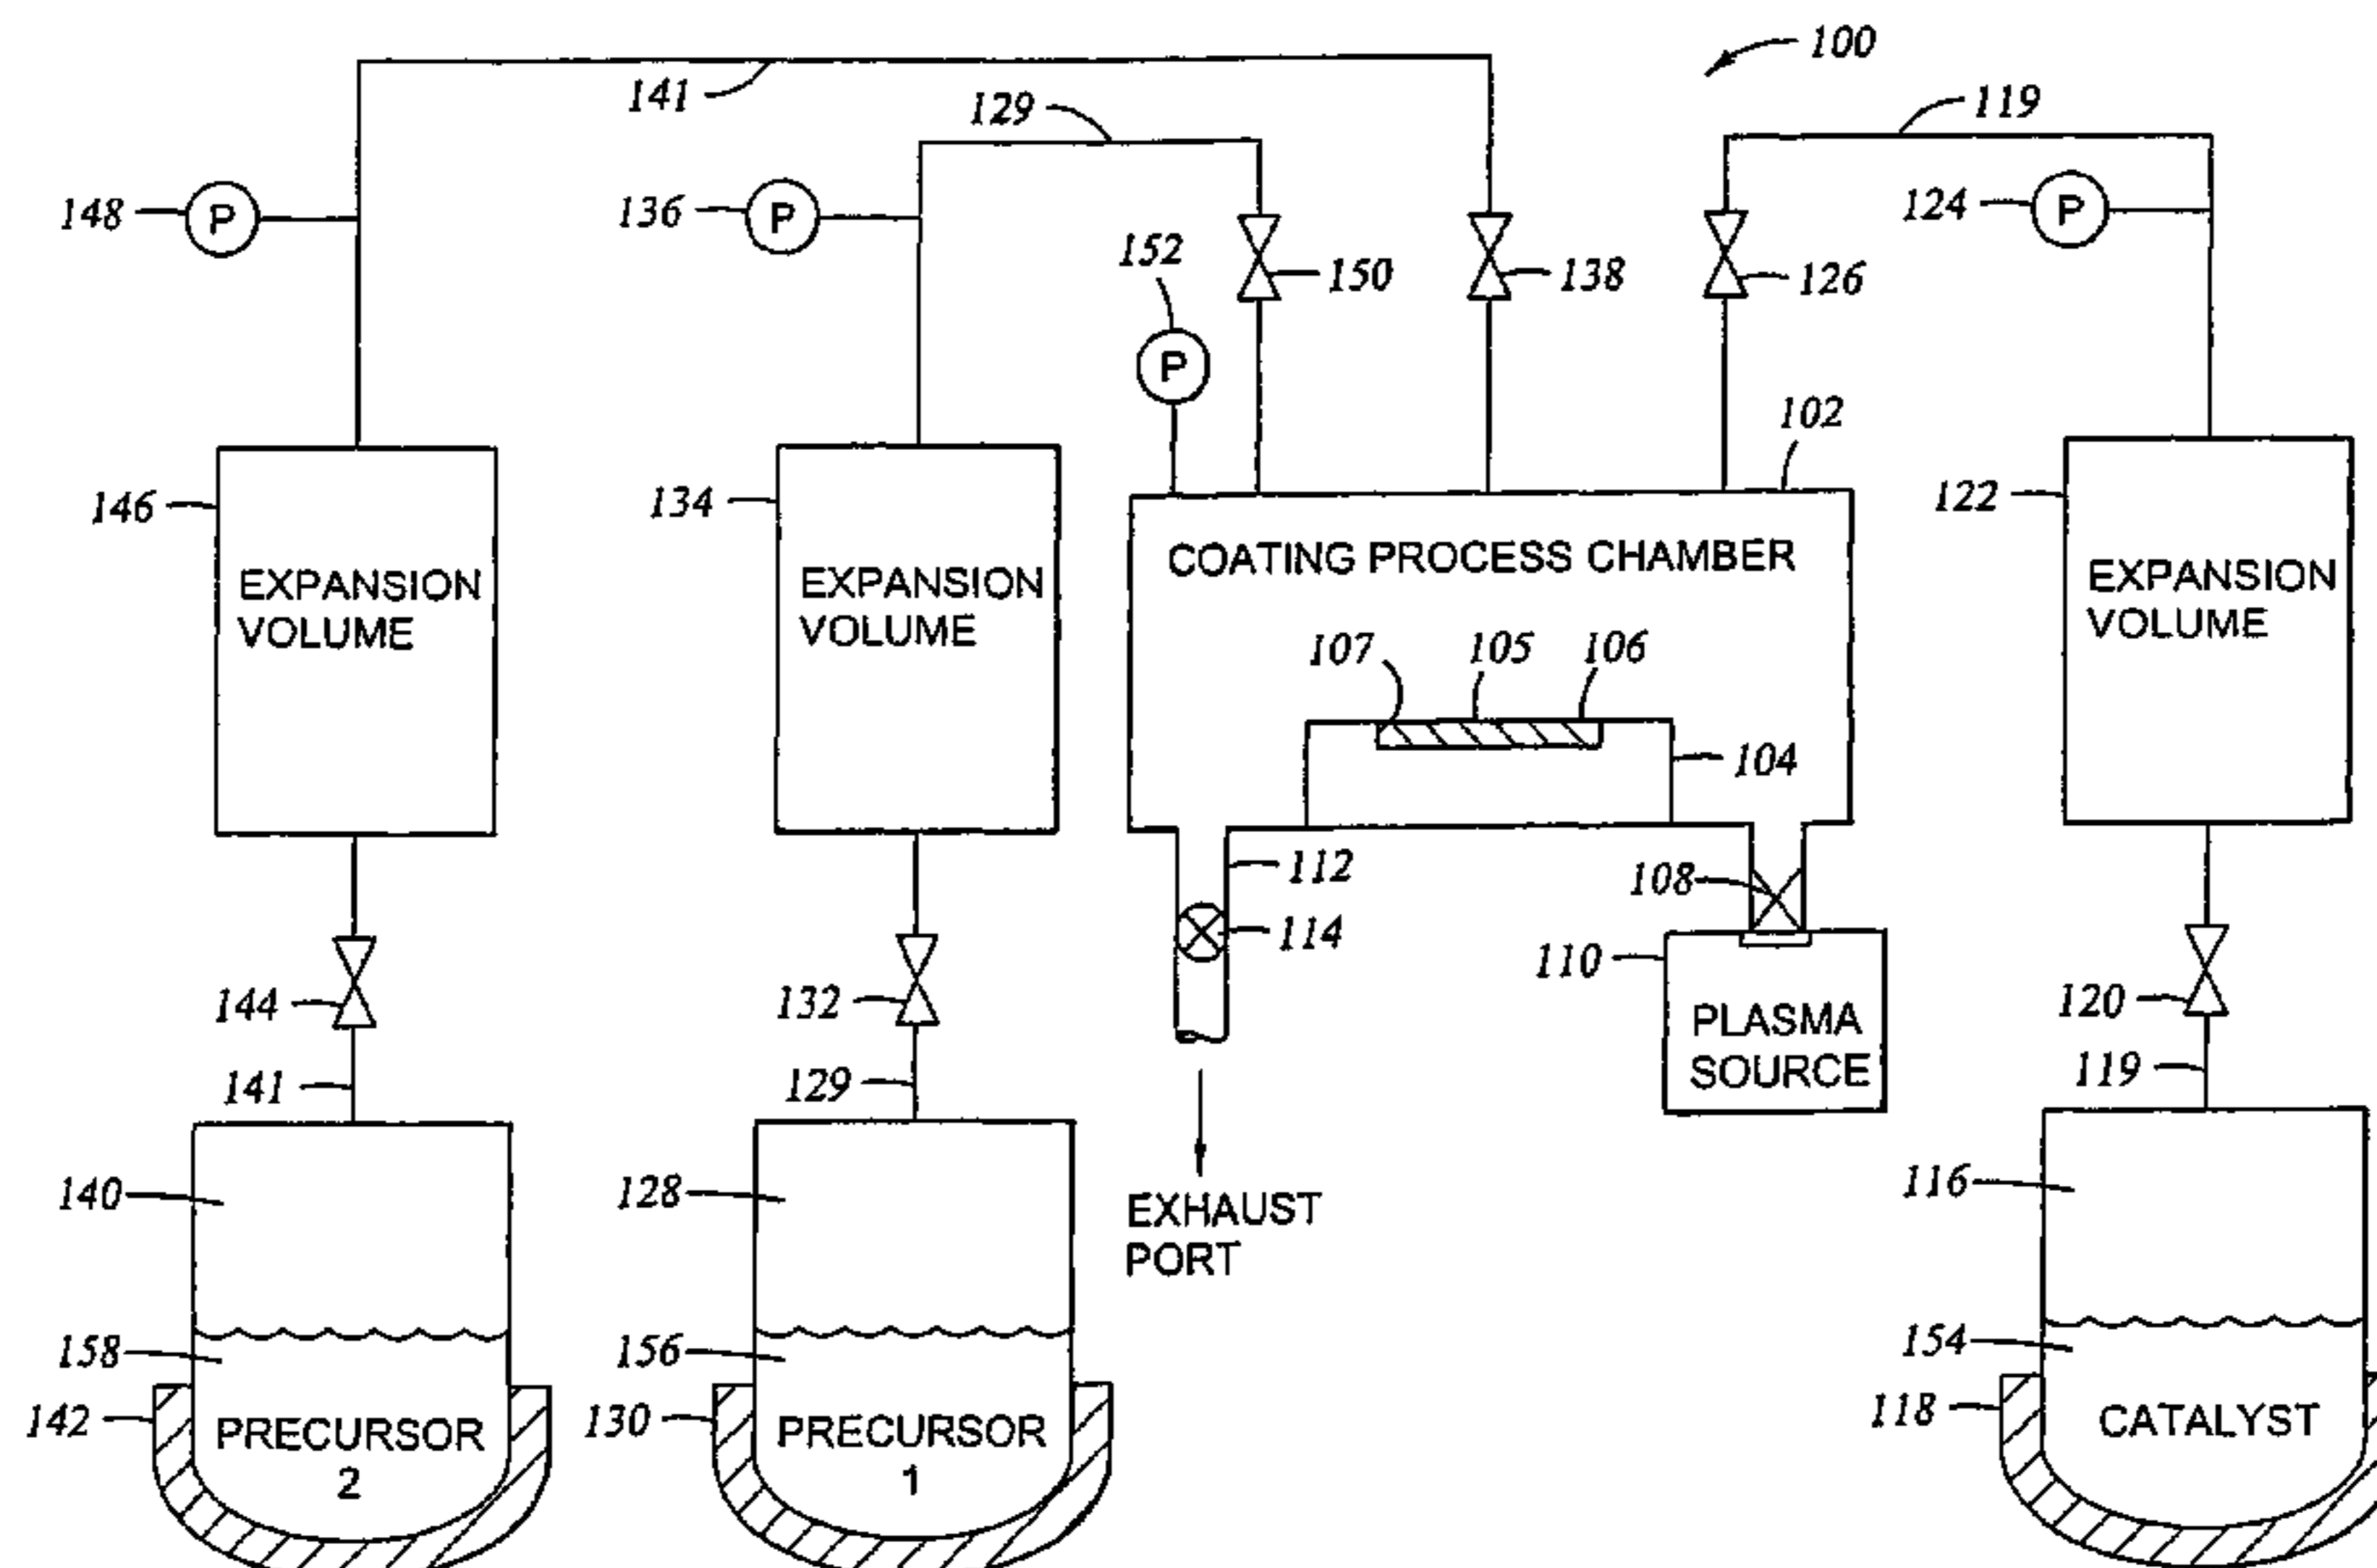 100
141
129
119
148
P
136
P
124
P
152
150
138
126
P
102
146
134
122
EXPANSION
VOLUME
EXPANSION
VOLUME
COATING PROCESS CHAMBER
EXPANSION
VOLUME
107
105
106
104
112
108
114
110
144
132
120
PLASMA
SOURCE
141
129
119
140
128
116
EXHAUST
PORT
158
156
154
142
130
118
PRECURSOR
2
PRECURSOR
1
CATALYST